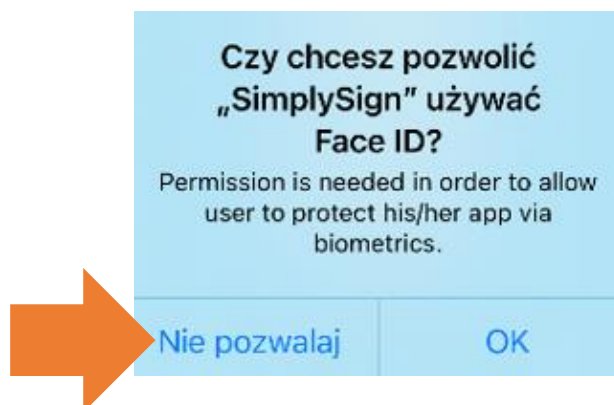 Czy chcesz pozwolić
„SimplySign” używać
Face ID?
Permission is needed in order to allow
user to protect his/her app via
biometrics.
Nie pozwalaj OK